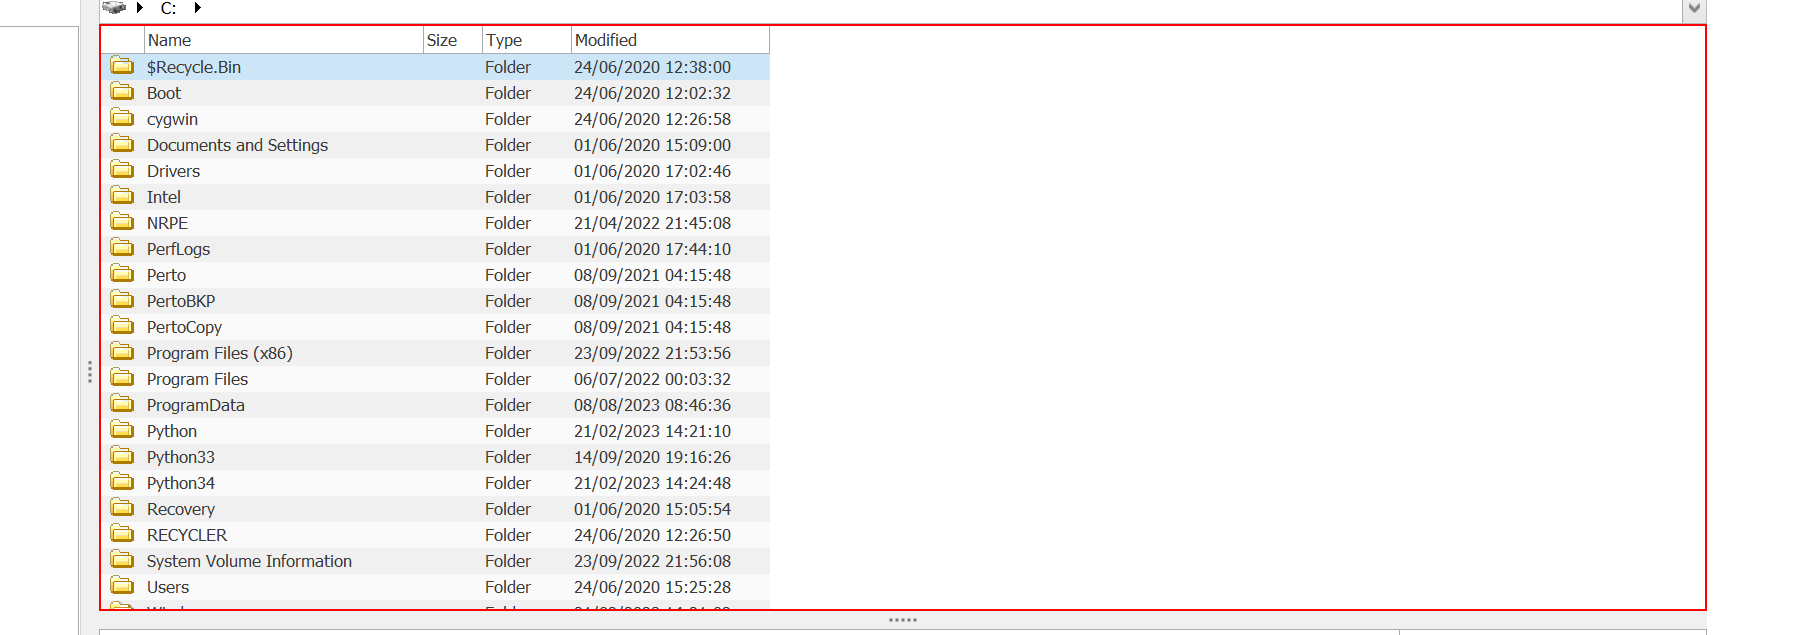 C:
Name Size Type Modified
$Recycle.Bin Folder 24/06/2020 12:38:00
Boot Folder 24/06/2020 12:02:32
cygwin Folder 24/06/2020 12:26:58
Documents and Settings Folder 01/06/2020 15:09:00
Drivers Folder 01/06/2020 17:02:46
Intel Folder 01/06/2020 17:03:58
NRPE Folder 21/04/2022 21:45:08
PerfLogs Folder 01/06/2020 17:44:10
Perto Folder 08/09/2021 04:15:48
PertoBKP Folder 08/09/2021 04:15:48
PertoCopy Folder 08/09/2021 04:15:48
Program Files (x86) Folder 23/09/2022 21:53:56
Program Files Folder 06/07/2022 00:03:32
ProgramData Folder 08/08/2023 08:46:36
Python Folder 21/02/2023 14:21:10
Python33 Folder 14/09/2020 19:16:26
Python34 Folder 21/02/2023 14:24:48
Recovery Folder 01/06/2020 15:05:54
RECYCLER Folder 24/06/2020 12:26:50
System Volume Information Folder 23/09/2022 21:56:08
Users Folder 24/06/2020 15:25:28